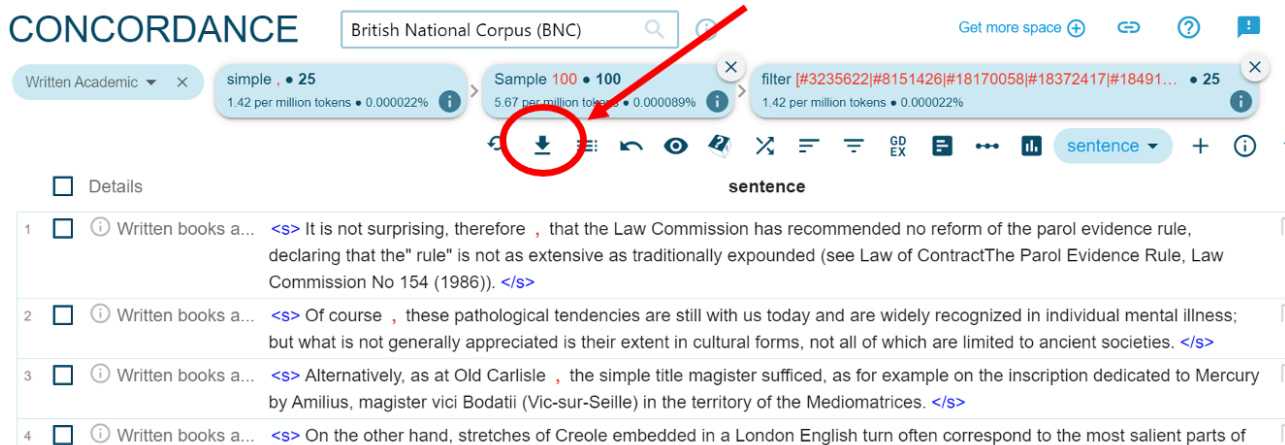 CONCORDANCE
British National Corpus (BNC)
Get more space
Written Academic
simple , ● 25
1.42 per million tokens ● 0.000022%
Sample 100 ● 100
5.67 per million tokens ● 0.000089%
filter [#3235622|#8151426|#18170058|#18372417|#18491... ● 25
1.42 per million tokens ● 0.000022%
GD
EX
sentence
Details
sentence
1 Written books a... <s> It is not surprising, therefore , that the Law Commission has recommended no reform of the parol evidence rule,
declaring that the" rule" is not as extensive as traditionally expounded (see Law of ContractThe Parol Evidence Rule, Law
Commission No 154 (1986)). </s>
2 Written books a... <s> Of course , these pathological tendencies are still with us today and are widely recognized in individual mental illness;
but what is not generally appreciated is their extent in cultural forms, not all of which are limited to ancient societies. </s>
3 Written books a... <s> Alternatively, as at Old Carlisle , the simple title magister sufficed, as for example on the inscription dedicated to Mercury
by Amilius, magister vici Bodatii (Vic-sur-Seille) in the territory of the Mediomatrices. </s>
4 Written books a... <s> On the other hand, stretches of Creole embedded in a London English turn often correspond to the most salient parts of